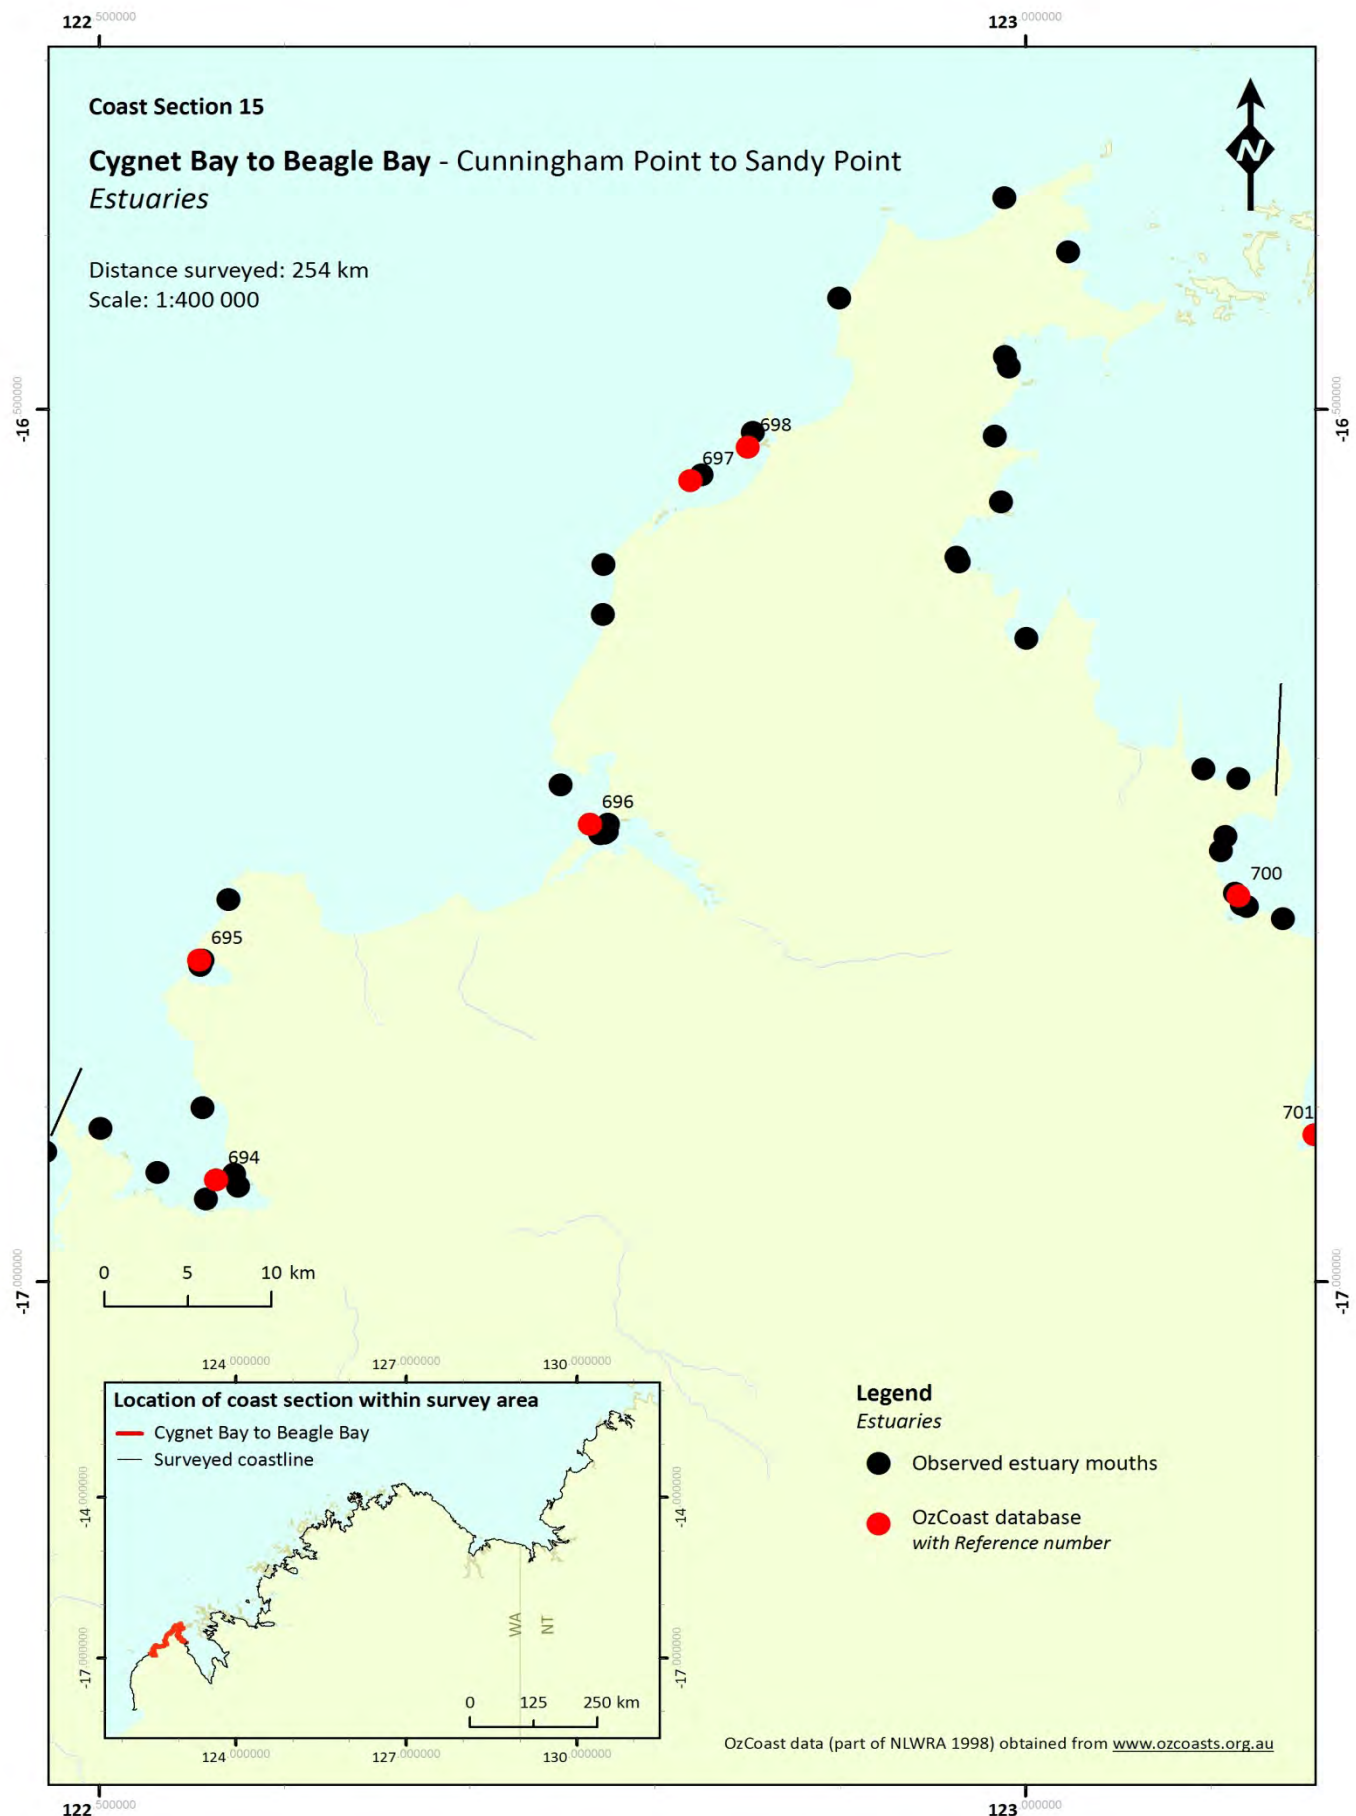 122.500000
123.000000
Coast Section 15
N
Cygnet Bay to Beagle Bay - Cunningham Point to Sandy Point
Estuaries
Distance surveyed: 254 km
Scale: 1:400 000
-16.500000
-16.500000
698
697
696
700
695
701
694
0 5 10 km
-17.000000
-17.000000
124.000000 127.000000 130.000000
Location of coast section within survey area
Cygnet Bay to Beagle Bay
Surveyed coastline
-14.000000
-14.000000
WA
NT
-17.000000
-17.000000
0 125 250 km
124.000000 127.000000 130.000000
Legend
Estuaries
Observed estuary mouths
OzCoast database
with Reference number
OzCoast data (part of NLWRA 1998) obtained from www.ozcoasts.org.au
122.500000
123.000000